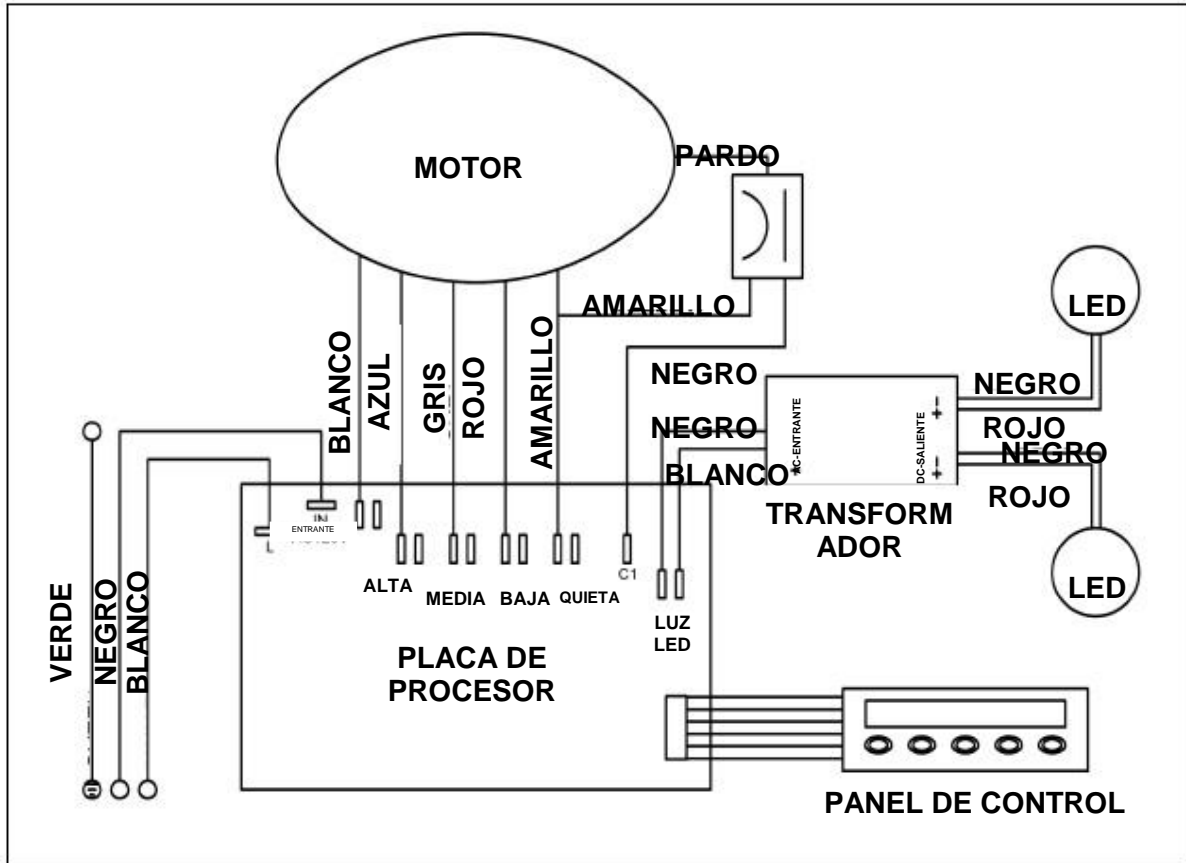 MOTOR
PARDO
AMARILLO
LED
BLANCO
AZUL
GRIS
ROJO
AMARILLO
NEGRO
NEGRO
BLANCO
AC-ENTRANTE
DC-SALIENTE
NEGRO
ROJO
NEGRO
ROJO
TRANSFORM
ADOR
LED
ENTRANTE
L
ALTA
MEDIA
BAJA
QUIETA
C1
LUZ
LED
PLACA DE
PROCESOR
VERDE
NEGRO
BLANCO
PANEL DE CONTROL